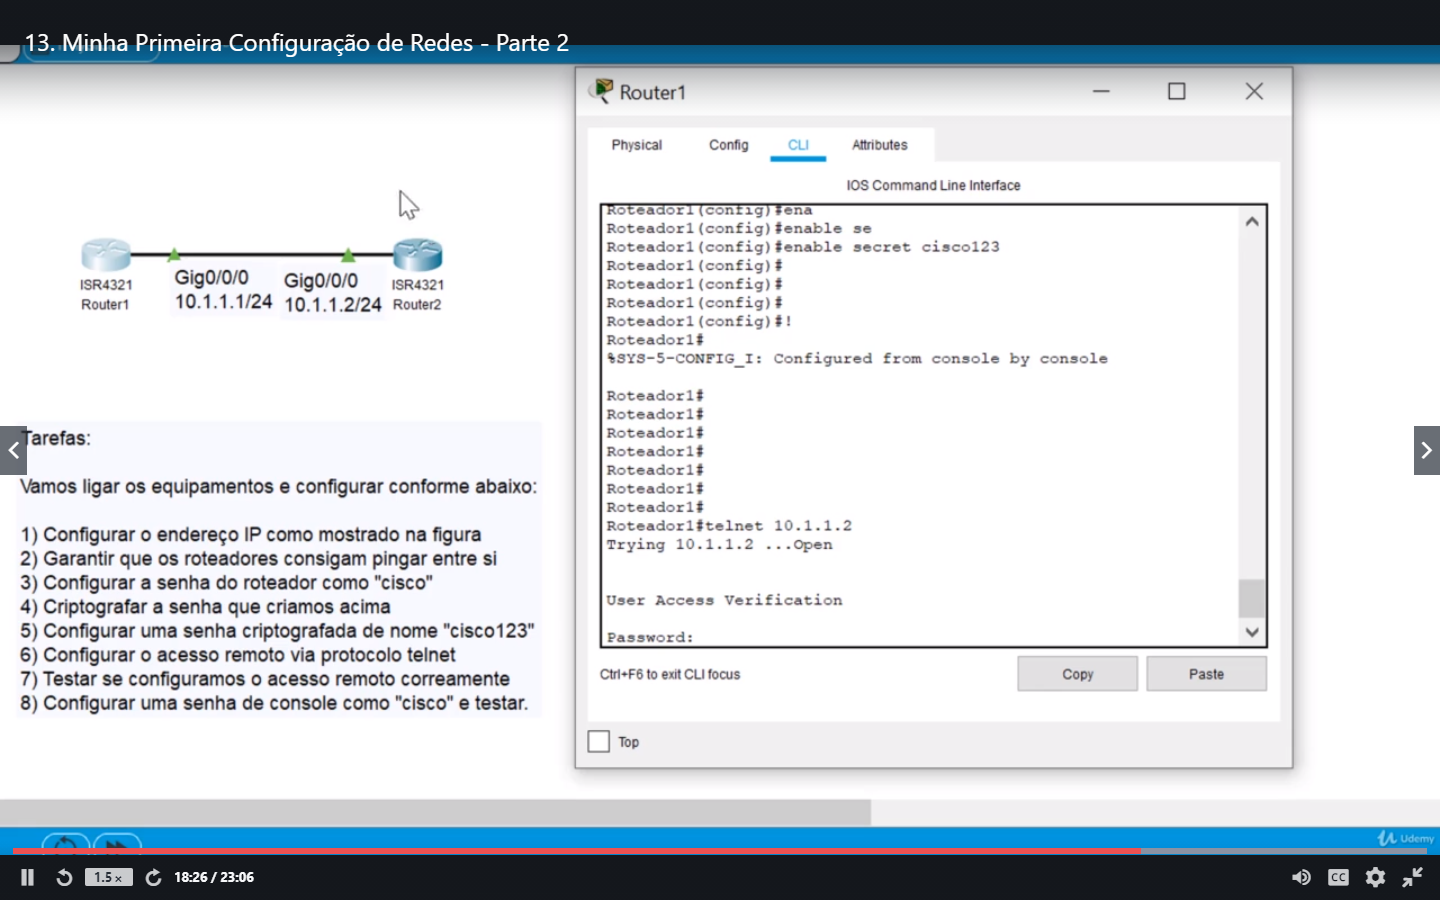 13. Minha Primeira Configuração de Redes - Parte 2
Router1
Physical
Config
CLI
Attributes
IOS Command Line Interface
Roteador1(config)#ena
Roteador1(config)#enable se
Roteador1(config)#enable secret cisco123
Roteador1(config)#
Roteador1(config)#
Roteador1(config)#
Roteador1(config)#!
Roteador1#
%SYS-5-CONFIG_I: Configured from console by console
Roteador1#
Roteador1#
Roteador1#
Roteador1#
Roteador1#
Roteador1#
Roteador1#
Roteador1#telnet 10.1.1.2
Trying 10.1.1.2 ...Open
User Access Verification
Password:
Ctrl+F6 to exit CLI focus
Copy
Paste
Top
ISR4321
Router1
Gig0/0/0
10.1.1.1/24
Gig0/0/0
10.1.1.2/24
ISR4321
Router2
Tarefas:
Vamos ligar os equipamentos e configurar conforme abaixo:
1) Configurar o endereço IP como mostrado na figura
2) Garantir que os roteadores consigam pingar entre si
3) Configurar a senha do roteador como "cisco"
4) Criptografar a senha que criamos acima
5) Configurar uma senha criptografada de nome "cisco123"
6) Configurar o acesso remoto via protocolo telnet
7) Testar se configuramos o acesso remoto correamente
8) Configurar uma senha de console como "cisco" e testar.
Udemy
1.5 x
18:26 / 23:06
CC